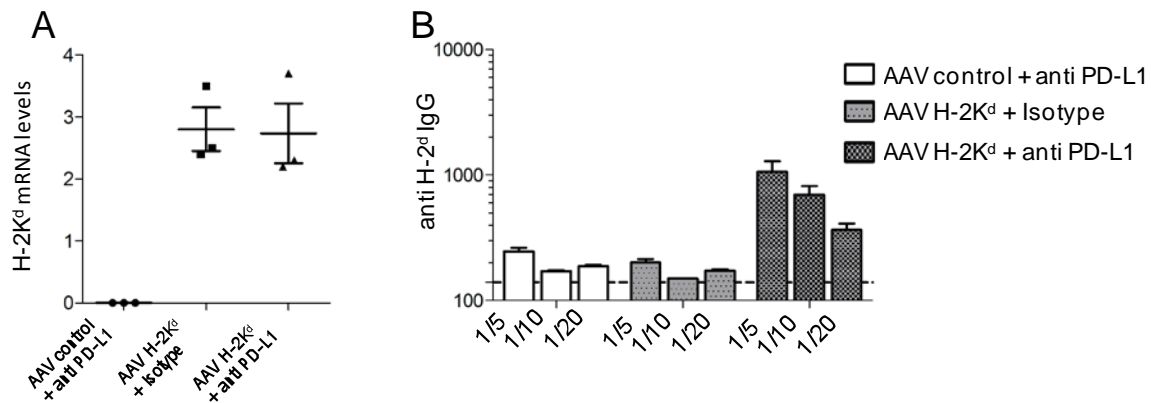 A
H-2Kᵈ mRNA levels
4
3
2
1
0
AAV control
+ anti PD-L1
AAV H-2Kᵈ
+ Isotype
AAV H-2Kᵈ
+ anti PD-L1
B
anti H-2ᵈ IgG
10000
1000
100
1/5
1/10
1/20
1/5
1/10
1/20
1/5
1/10
1/20
AAV control + anti PD-L1
AAV H-2Kᵈ + Isotype
AAV H-2Kᵈ + anti PD-L1